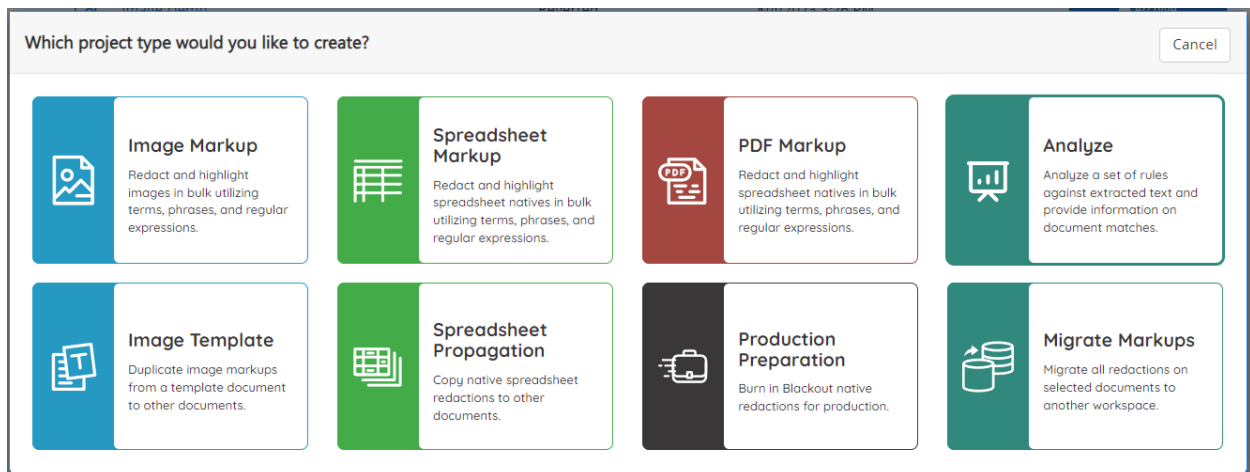 Image Demo
Reverted
Which project type would you like to create?
Cancel
Image Markup
Redact and highlight
images in bulk utilizing
terms, phrases, and regular
expressions.
Spreadsheet
Markup
Redact and highlight
spreadsheet natives in bulk
utilizing terms, phrases, and
regular expressions.
PDF
PDF Markup
Redact and highlight
spreadsheet natives in bulk
utilizing terms, phrases, and
regular expressions.
Analyze
Analyze a set of rules
against extracted text and
provide information on
document matches.
T
Image Template
Duplicate image markups
from a template document
to other documents.
Spreadsheet
Propagation
Copy native spreadsheet
redactions to other
documents.
Production
Preparation
Burn in Blackout native
redactions for production.
Migrate Markups
Migrate all redactions on
selected documents to
another workspace.